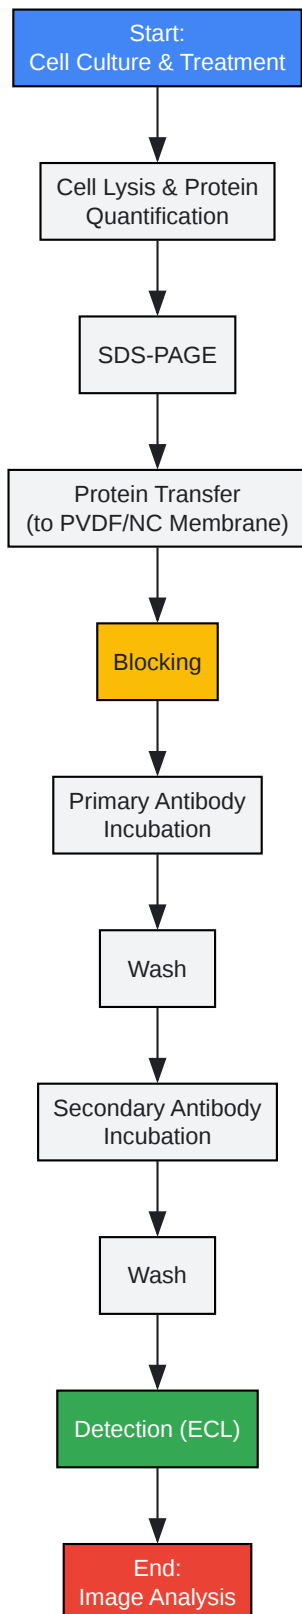 Start:
Cell Culture & Treatment
Cell Lysis & Protein
Quantification
SDS-PAGE
Protein Transfer
(to PVDF/NC Membrane)
Blocking
Primary Antibody
Incubation
Wash
Secondary Antibody
Incubation
Wash
Detection (ECL)
End:
Image Analysis